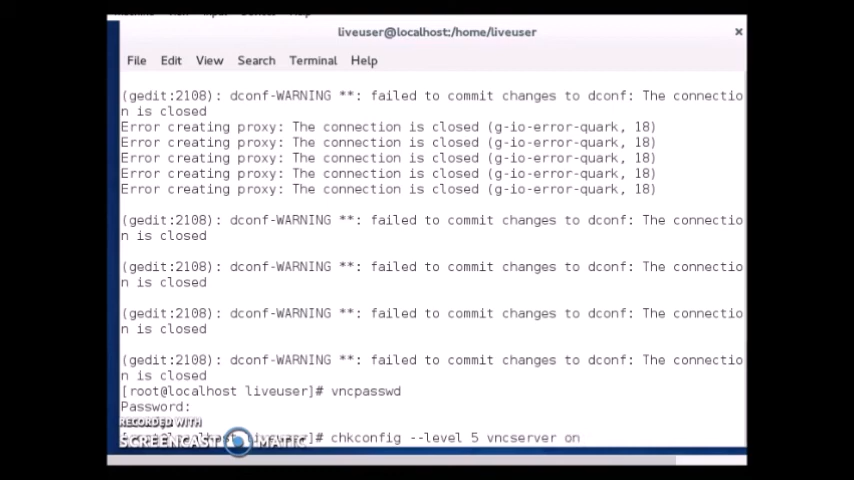 liveuser@localhost:/home/liveuser
File Edit View Search Terminal Help
(gedit:2108): dconf-WARNING **: failed to commit changes to dconf: The connectio
n is closed
Error creating proxy: The connection is closed (g-io-error-quark, 18)
Error creating proxy: The connection is closed (g-io-error-quark, 18)
Error creating proxy: The connection is closed (g-io-error-quark, 18)
Error creating proxy: The connection is closed (g-io-error-quark, 18)
Error creating proxy: The connection is closed (g-io-error-quark, 18)
(gedit:2108): dconf-WARNING **: failed to commit changes to dconf: The connectio
n is closed
(gedit:2108): dconf-WARNING **: failed to commit changes to dconf: The connectio
n is closed
(gedit:2108): dconf-WARNING **: failed to commit changes to dconf: The connectio
n is closed
(gedit:2108): dconf-WARNING **: failed to commit changes to dconf: The connectio
n is closed
[root@localhost liveuser]# vncpasswd
Password:
RECORDED WITH
SCREENCAST MATIC
liveuser]# chkconfig --level 5 vncserver on